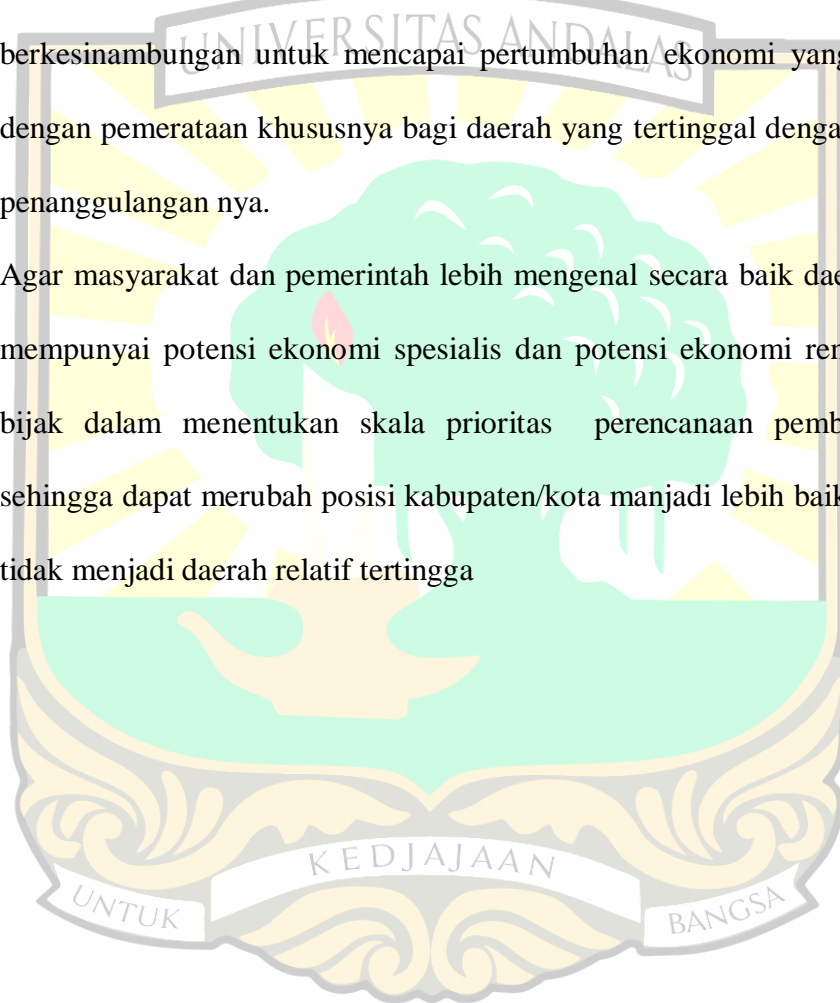 UNIVERSITAS ANDALAS
berkesinambungan untuk mencapai pertumbuhan ekonomi yang
dengan pemerataan khususnya bagi daerah yang tertinggal denga
penanggulangan nya.
Agar masyarakat dan pemerintah lebih mengenal secara baik dae
mempunyai potensi ekonomi spesialis dan potensi ekonomi ren
bijak dalam menentukan skala prioritas perencanaan pemb
sehingga dapat merubah posisi kabupaten/kota manjadi lebih baik
tidak menjadi daerah relatif tertingga
UNTUK KEDJAJAAN BANGSA